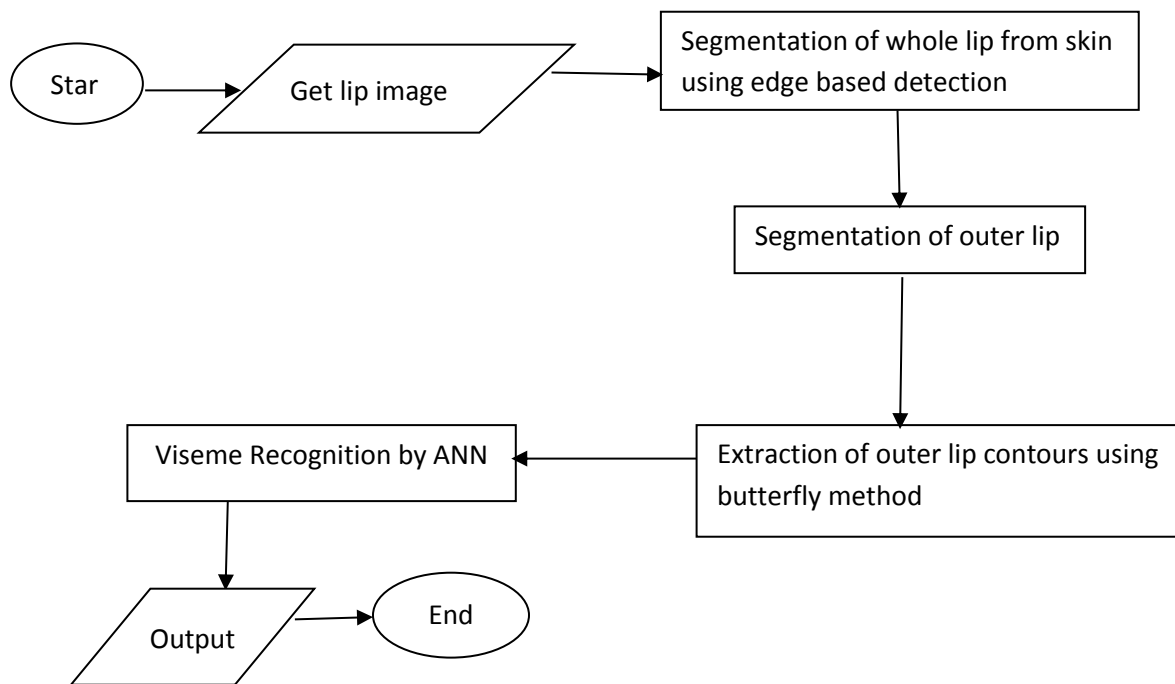 Star
Get lip image
Segmentation of whole lip from skin
using edge based detection
Segmentation of outer lip
Extraction of outer lip contours using
butterfly method
Viseme Recognition by ANN
Output
End